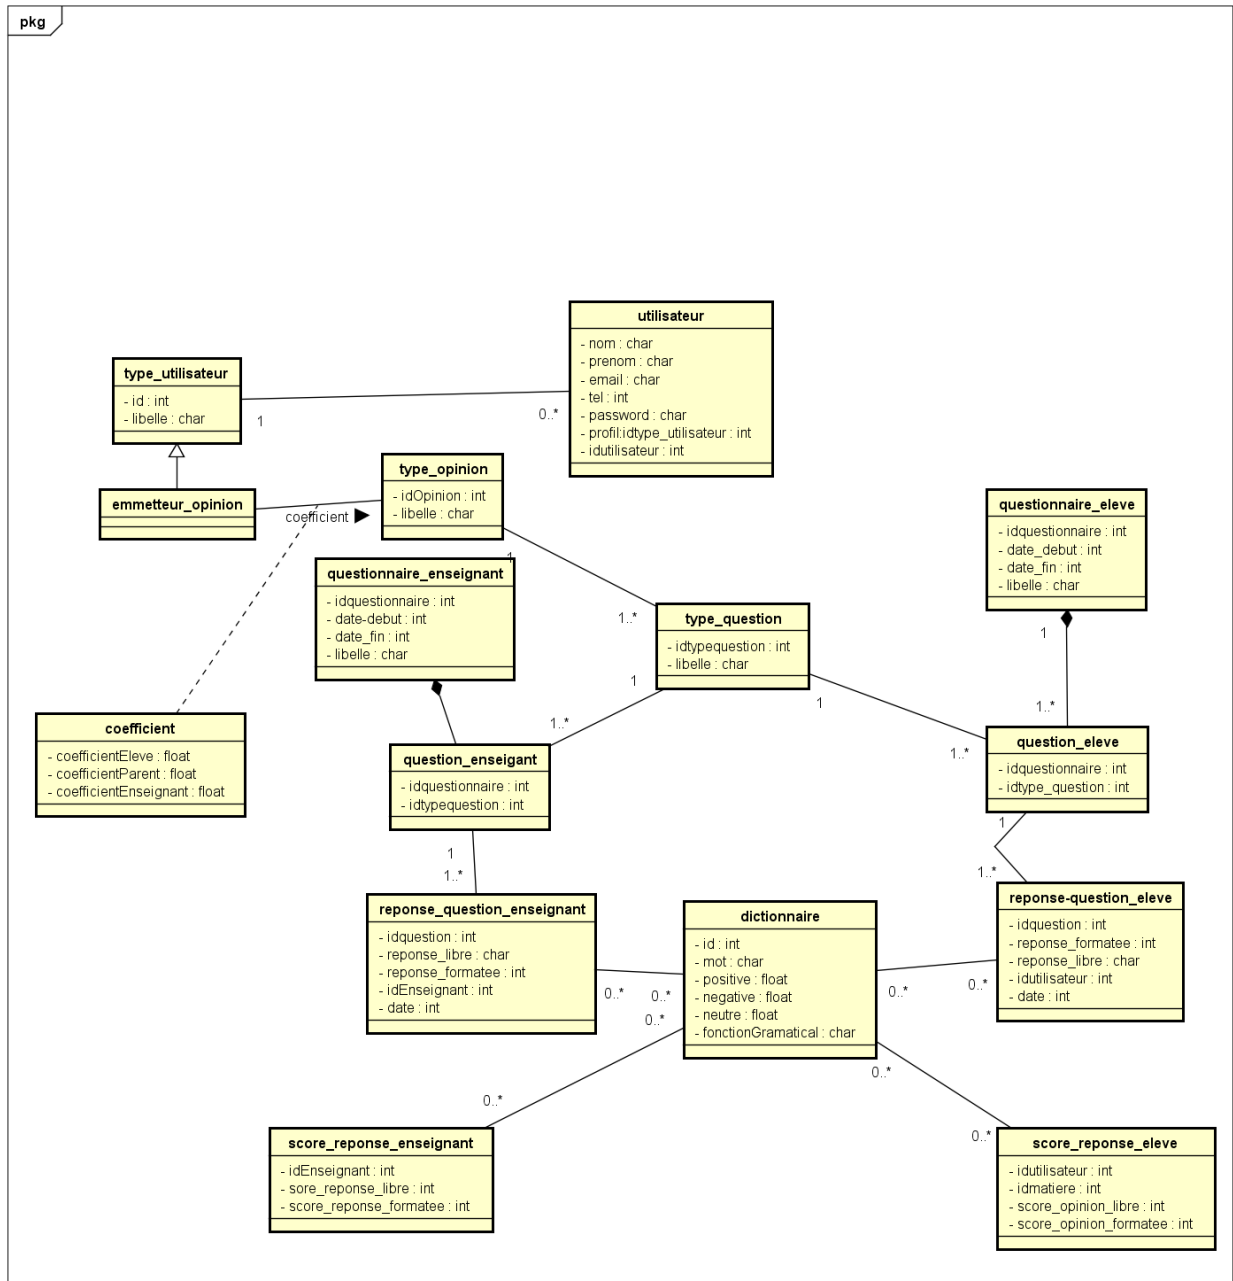 pkg
utilisateur
- nom : char
- prenom : char
- email : char
- tel : int
- password : char
- profil:idtype_utilisateur : int
- idutilisateur : int
type_utilisateur
- id : int
- libelle : char
1
0..*
emmetteur_opinion
coefficient ►
type_opinion
- idOpinion : int
- libelle : char
1
1..*
questionnaire_eleve
- idquestionnaire : int
- date_debut : int
- date_fin : int
- libelle : char
1
1..*
questionnaire_enseignant
- idquestionnaire : int
- date-debut : int
- date_fin : int
- libelle : char
type_question
- idtypequestion : int
- libelle : char
1
1..*
1
1..*
coefficient
- coefficientEleve : float
- coefficientParent : float
- coefficientEnseignant : float
question_enseigant
- idquestionnaire : int
- idtypequestion : int
1
1..*
question_eleve
- idquestionnaire : int
- idtype_question : int
1
1..*
reponse_question_enseignant
- idquestion : int
- reponse_libre : char
- reponse_formatee : int
- idEnseignant : int
- date : int
0..*
0..*
0..*
dictionnaire
- id : int
- mot : char
- positive : float
- negative : float
- neutre : float
- fonctionGramatical : char
0..*
0..*
0..*
reponse-question_eleve
- idquestion : int
- reponse_formatee : int
- reponse_libre : char
- idutilisateur : int
- date : int
0..*
score_reponse_enseignant
- idEnseignant : int
- sore_reponse_libre : int
- score_reponse_formatee : int
0..*
score_reponse_eleve
- idutilisateur : int
- idmatiere : int
- score_opinion_libre : int
- score_opinion_formatee : int